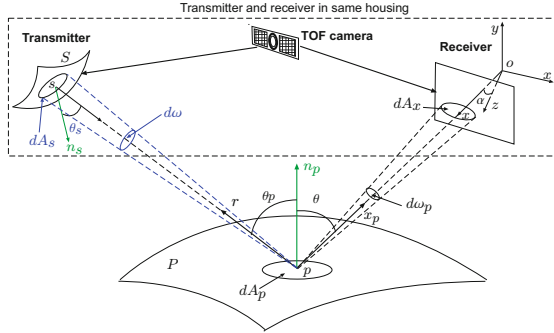 Transmitter and receiver in same housing
Transmitter
S
TOF camera
Receiver
y
o
x
s
dA_s
θ_s
n_s
dω
dA_x
x
α
z
n_p
r
θ_p
θ
x_p
dω_p
P
p
dA_p